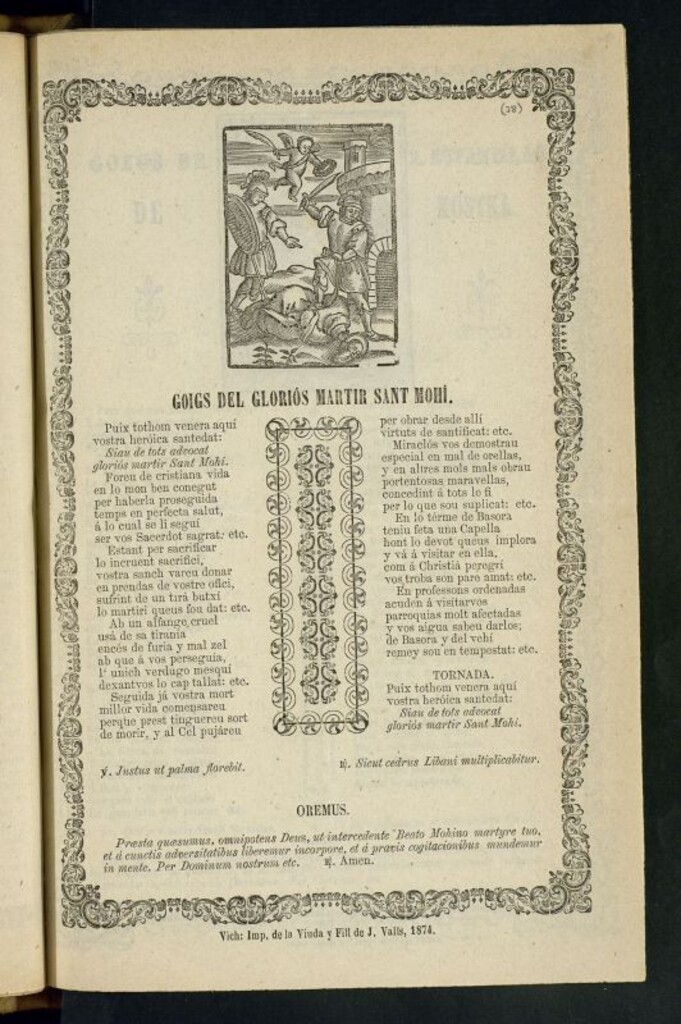 (28)
GOIGS DEL GLORIÓS MARTIR SANT MOHÍ.
Puix tothom venera aquí
vostra heróica santedat:
Siau de tots advocat
gloriós martir Sant Mohí.
Foreu de cristiana vida
en lo mon ben conegut
per haberla proseguida
temps en perfecta salut,
á lo cual se li seguí
ser vos Sacerdot sagrat: etc.
Estant per sacrificar
lo incruent sacrifici,
vostra sanch vareu donar
en prendas de vostre ofici,
sufrint de un tirá butxí
lo martiri queus fou dat: etc.
Ab un alfange cruel
usá de sa tirania
encés de furia y mal zel
ab que á vos perseguia,
l' unich verdugo mesquí
dexantvos lo cap tallat: etc.
Seguida já vostra mort
millor vida comensareu
perque prest tinguereu sort
de morir, y al Cel pujáreu
per obrar desde allí
virtuts de santificat: etc.
Miraclós vos demostrau
especial en mal de orellas,
y en altres mols mals obrau
portentosas maravellas,
concedint á tots lo fi
per lo que sou suplicat: etc.
En lo térme de Basora
teniu feta una Capella
hont lo devot queus implora
y vá á visitar en ella,
com á Christiá peregrí
vos troba son pare amat: etc.
En professons ordenadas
acuden á visitarvos
parroquias molt afectadas
y vos aigua sabeu darlos;
de Basora y del vehí
remey sou en tempestat: etc.
TORNADA.
Puix tothom venera aquí
vostra heróica santedat:
Siau de tots advocat
gloriós martir Sant Mohí.
℣. Justus ut palma florebit.
℟. Sicut cedrus Libani multiplicabitur.
OREMUS.
Præsta quæsumus, omnipotens Deus, ut intercedente Beato Mohino martyre tuo,
et á cunctis adversitatibus liberemur incorpore, et á pravis cogitacionibus mundemur
in mente. Per Dominum nostrum etc. ℟. Amen.
Vich: Imp. de la Viuda y Fill de J. Valls, 1874.